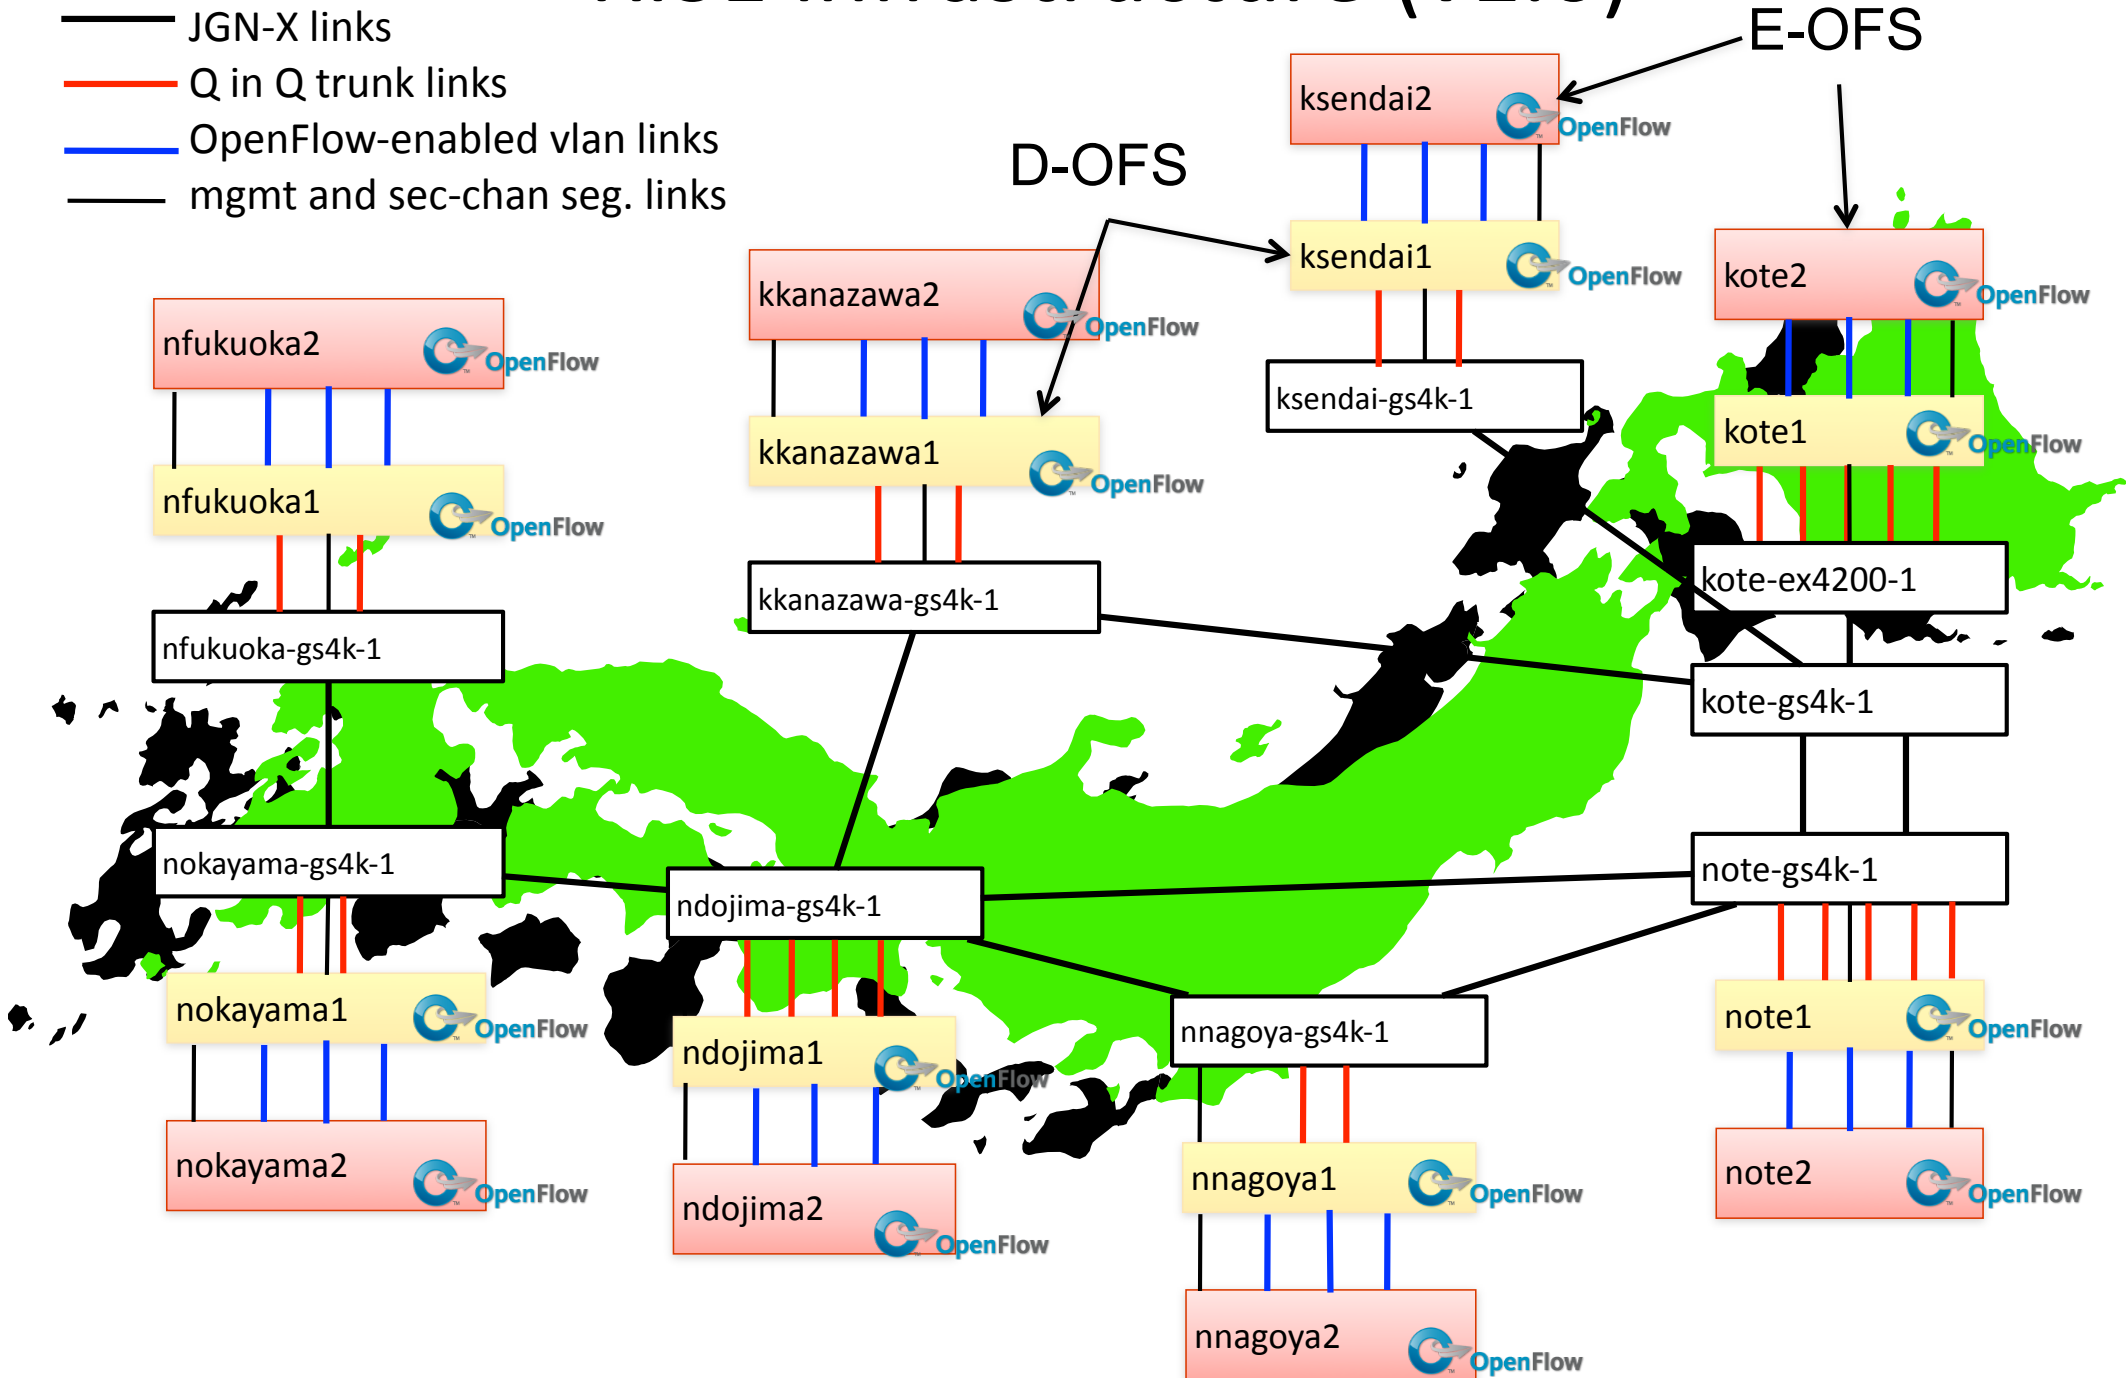 JGN-X links
Q in Q trunk links
OpenFlow-enabled vlan links
mgmt and sec-chan seg. links
E-OFS
D-OFS
ksendai2
OpenFlow
ksendai1
OpenFlow
ksendai-gs4k-1
kote2
OpenFlow
kote1
OpenFlow
kote-ex4200-1
kote-gs4k-1
kkanazawa2
OpenFlow
kkanazawa1
OpenFlow
kkanazawa-gs4k-1
nfukuoka2
OpenFlow
nfukuoka1
OpenFlow
nfukuoka-gs4k-1
nokayama-gs4k-1
nokayama1
OpenFlow
nokayama2
OpenFlow
ndojima-gs4k-1
ndojima1
OpenFlow
ndojima2
OpenFlow
nnagoya-gs4k-1
nnagoya1
OpenFlow
nnagoya2
OpenFlow
note-gs4k-1
note1
OpenFlow
note2
OpenFlow